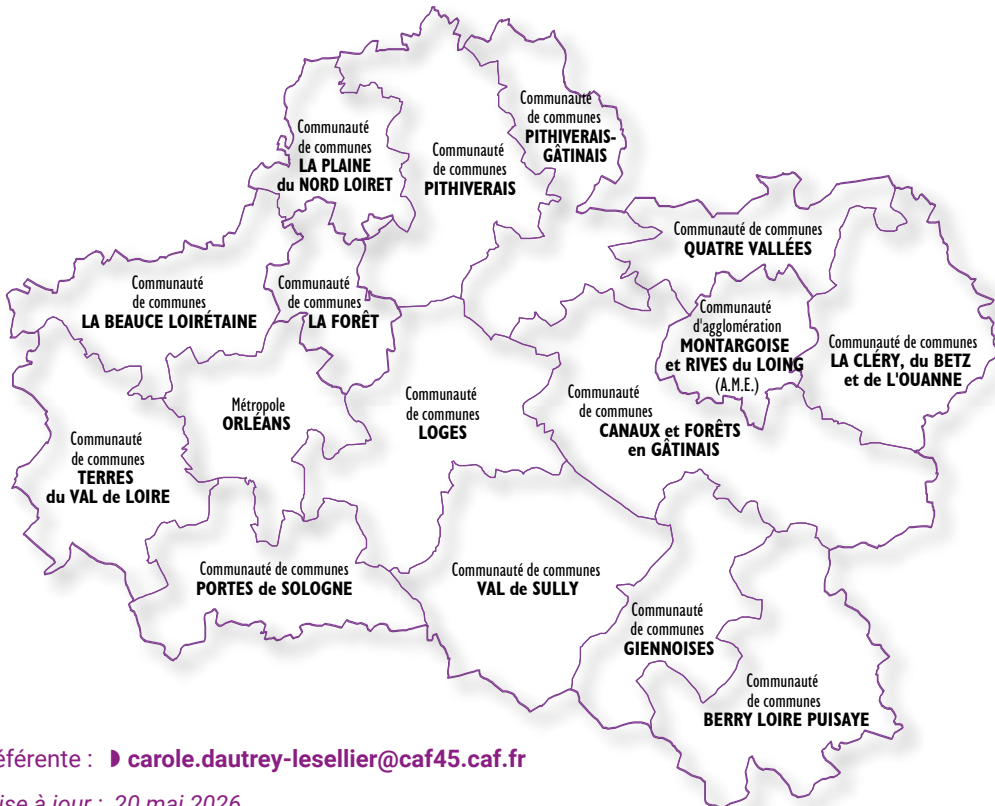 Communauté
de communes
PITHIVERAIS-
GÂTINAIS
Communauté
de communes
LA PLAINE
du NORD LOIRET
Communauté
de communes
PITHIVERAIS
Communauté de communes
QUATRE VALLÉES
Communauté
de communes
LA BEAUCE LOIRÉTAINE
Communauté
de communes
LA FORÊT
Communauté
d'agglomération
MONTARGOISE
et RIVES du LOING
(A.M.E.)
Communauté de communes
LA CLÉRY, du BETZ
et de L'OUANNE
Métropole
ORLÉANS
Communauté
de communes
LOGES
Communauté
de communes
CANAUX et FORÊTS
en GÂTINAIS
Communauté
de communes
TERRES
du VAL de LOIRE
Communauté de communes
PORTES de SOLOGNE
Communauté de communes
VAL de SULLY
Communauté
de communes
GIENNOISES
Communauté
de communes
BERRY LOIRE PUISAYE
éférente : carole.dautrey-lesellier@caf45.caf.fr
ise à jour : 20 mai 2026